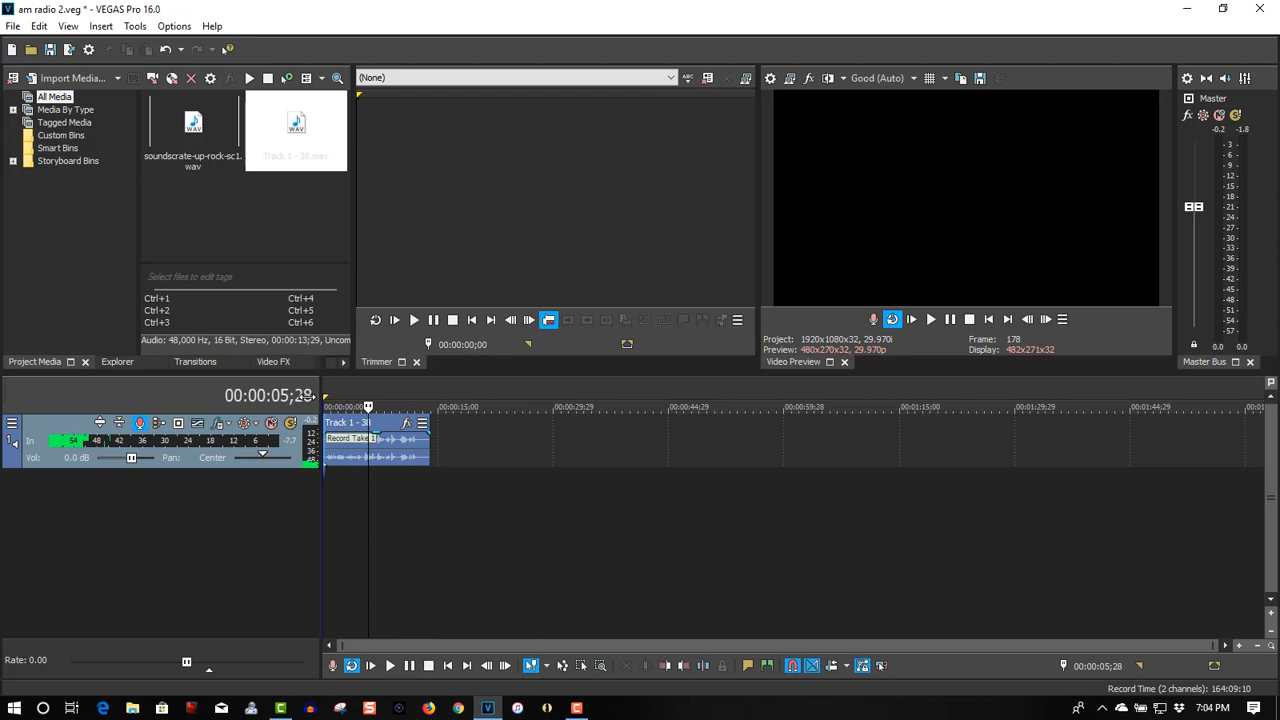 am radio 2.veg * - VEGAS Pro 16.0
File Edit View Insert Tools Options Help
Import Media...
(None)
Good (Auto)
All Media
Media By Type
Tagged Media
Custom Bins
Smart Bins
Storyboard Bins
soundscrate-up-rock-sc1.
wav
Track 1 - 38.wav
Select files to edit tags
Ctrl+1 Ctrl+4
Ctrl+2 Ctrl+5
Ctrl+3 Ctrl+6
Audio: 48,000 Hz, 16 Bit, Stereo, 00:00:13;29, Uncom
Project Media Explorer Transitions Video FX
00:00:00;00
Trimmer
Project: 1920x1080x32, 29.970i
Preview: 480x270x32, 29.970p
Frame: 178
Display: 482x271x32
Video Preview
Master
-0.2 -1.8
- 3 -
- 6 -
- 9 -
-12-
-15-
-18-
-21-
-24-
-27-
-30-
-33-
-36-
-39-
-42-
-45-
-48-
-51-
-57-
Master Bus
00:00:05;28
00:00:00;00 00:00:15;00 00:00:29;29 00:00:44;29 00:00:59;28 00:01:15;00 00:01:29;29 00:01:44;29
1
In 54 48 42 36 30 24 18 12 6 -7.7
Vol: 0.0 dB Pan: Center
-0.2
12
24
36
48
Track 1 - 38
Record Take 1
Rate: 0.00
00:00:05;28
Record Time (2 channels): 164:09:10
7:04 PM